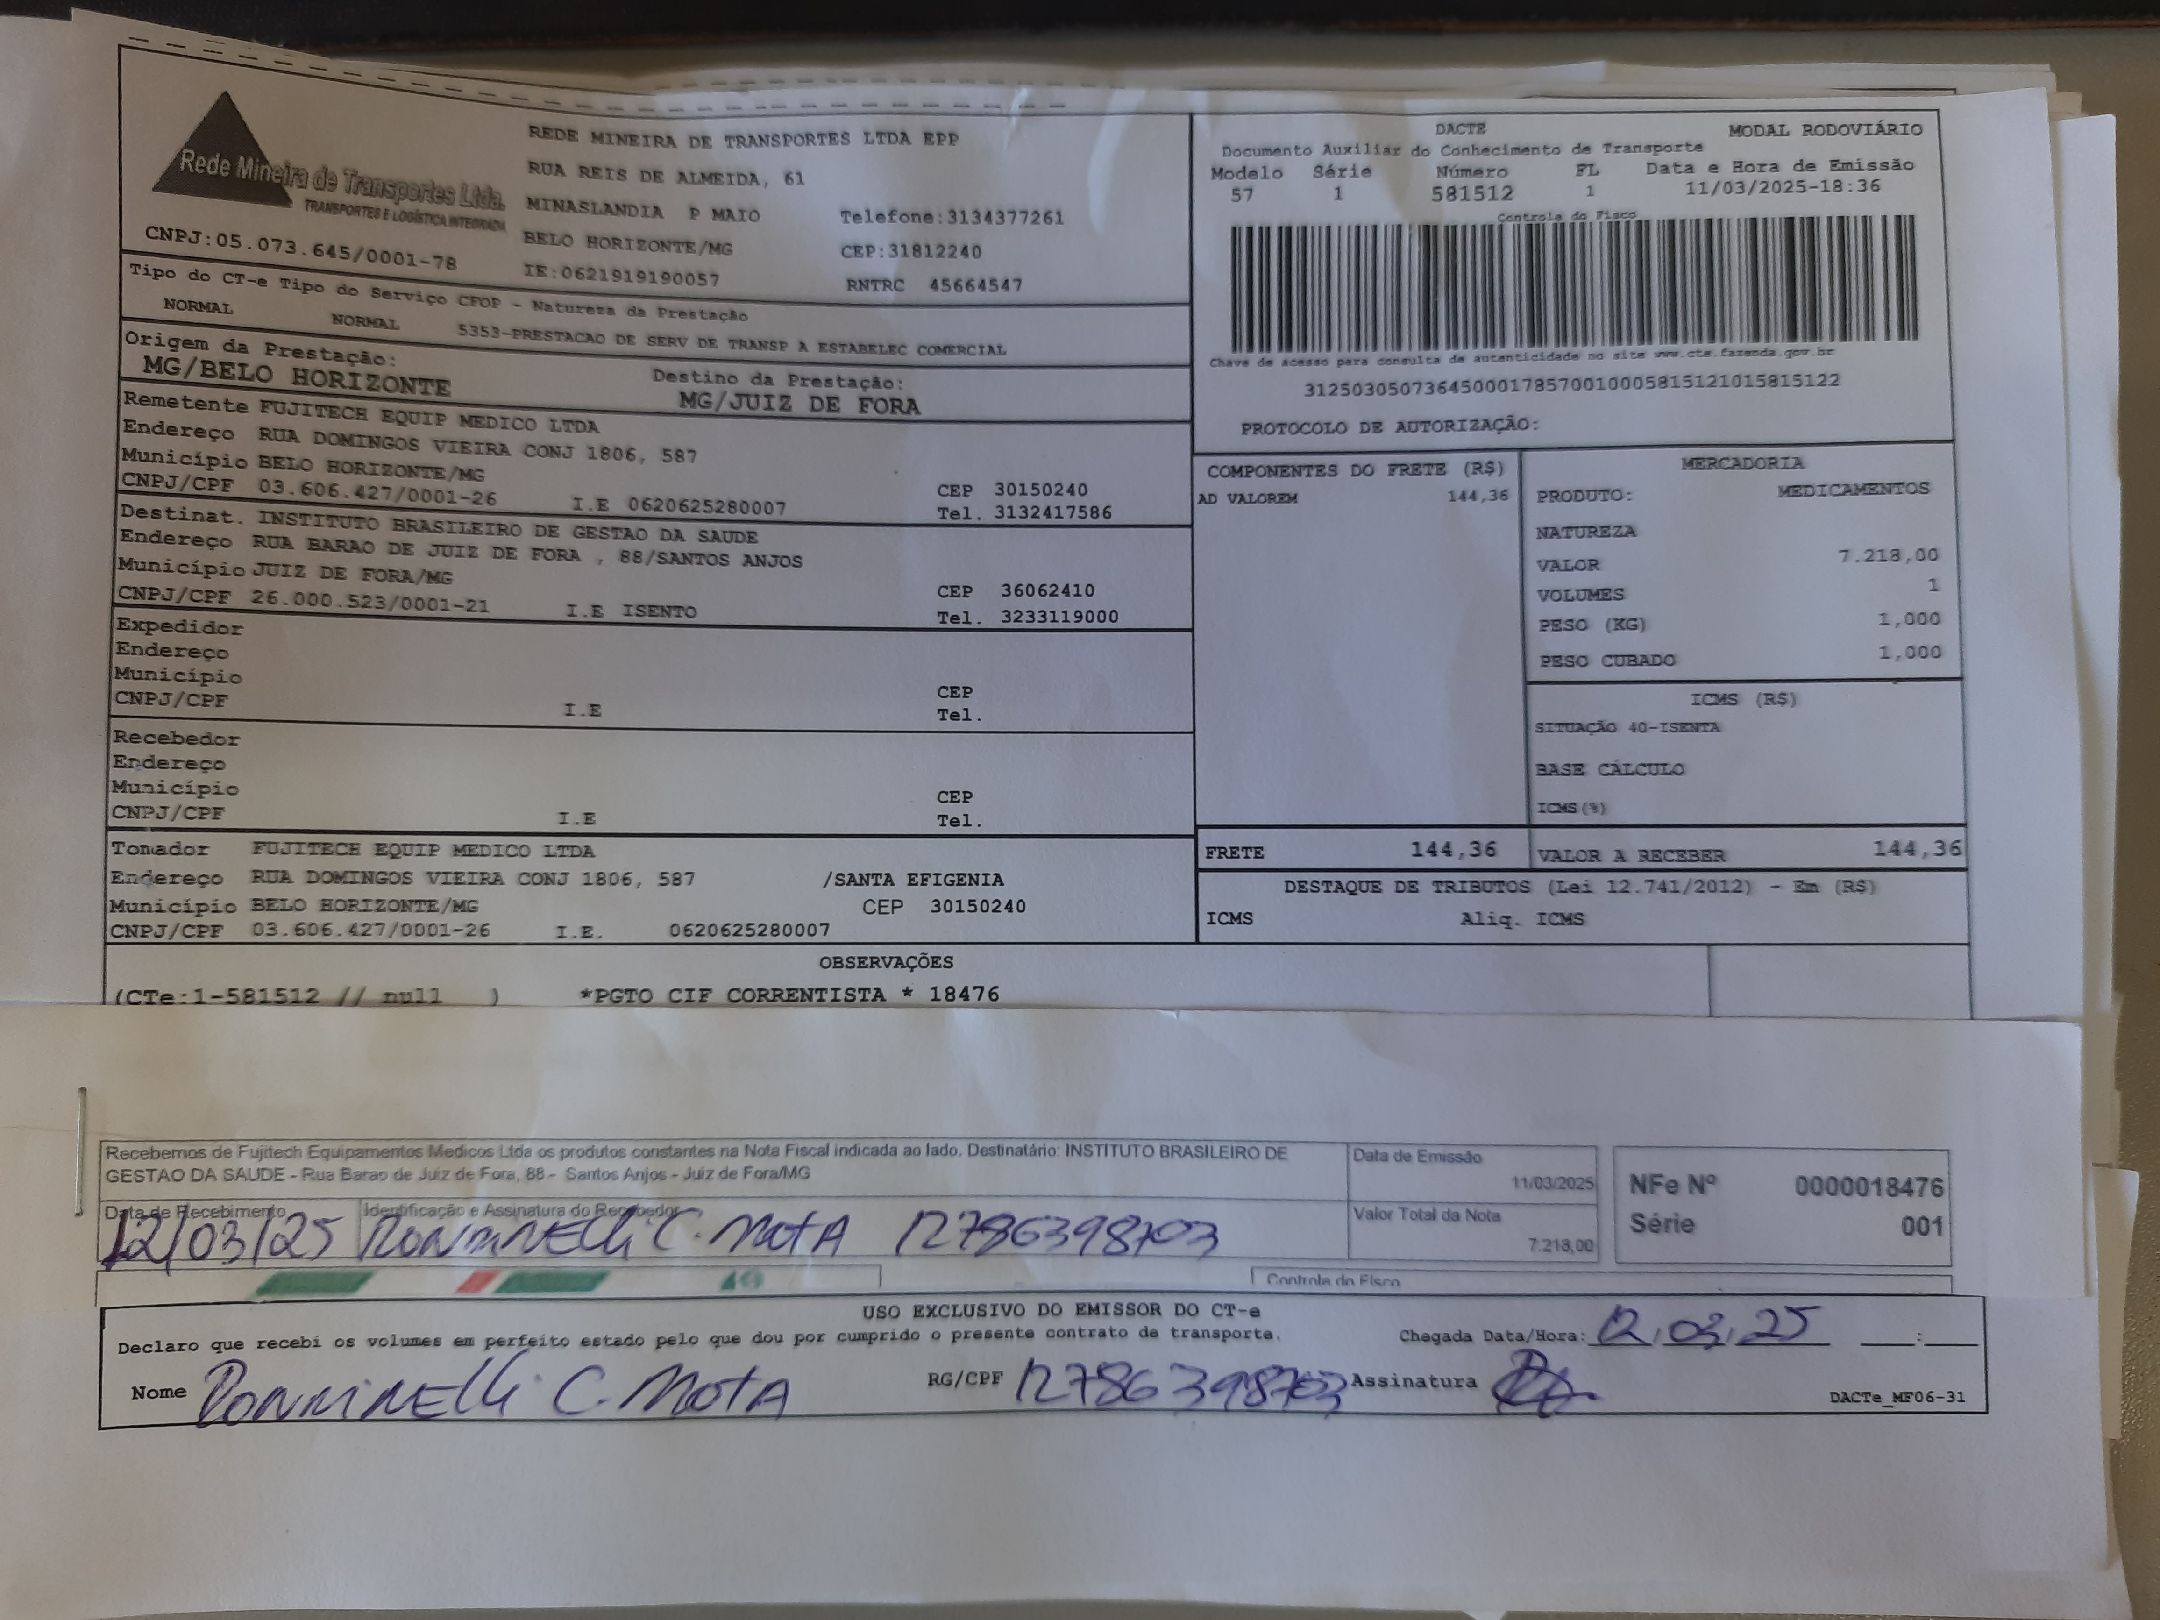 Rede Mineira de Transportes Ltda.
TRANSPORTES E LOGÍSTICA INTEGRADA
CNPJ:05.073.645/0001-78
REDE MINEIRA DE TRANSPORTES LTDA EPP
RUA REIS DE ALMEIDA, 61
MINASLANDIA P MAIO Telefone:3134377261
BELO HORIZONTE/MG CEP:31812240
IE:0621919190057 RNTRC 45664547
DACTE MODAL RODOVIÁRIO
Documento Auxiliar do Conhecimento de Transporte
Modelo Série Número FL Data e Hora de Emissão
57 1 581512 1 11/03/2025-18:36
Controle do Fisco
Chave de acesso para consulta de autenticidade no site www.cte.fazenda.gov.br
31250305073645000178570010005815121015815122
PROTOCOLO DE AUTORIZAÇÃO:
Tipo do CT-e Tipo do Serviço CFOP - Natureza da Prestação
NORMAL NORMAL 5353-PRESTACAO DE SERV DE TRANSP A ESTABELEC COMERCIAL
Origem da Prestação: Destino da Prestação:
MG/BELO HORIZONTE MG/JUIZ DE FORA
Remetente FUJITECH EQUIP MEDICO LTDA
Endereço RUA DOMINGOS VIEIRA CONJ 1806, 587
Município BELO HORIZONTE/MG CEP 30150240
CNPJ/CPF 03.606.427/0001-26 I.E 0620625280007 Tel. 3132417586
Destinat. INSTITUTO BRASILEIRO DE GESTAO DA SAUDE
Endereço RUA BARAO DE JUIZ DE FORA , 88/SANTOS ANJOS
Município JUIZ DE FORA/MG CEP 36062410
CNPJ/CPF 26.000.523/0001-21 I.E ISENTO Tel. 3233119000
Expedidor
Endereço
Município CEP
CNPJ/CPF I.E Tel.
Recebedor
Endereço
Município CEP
CNPJ/CPF I.E Tel.
Tomador FUJITECH EQUIP MEDICO LTDA
Endereço RUA DOMINGOS VIEIRA CONJ 1806, 587 /SANTA EFIGENIA
Município BELO HORIZONTE/MG CEP 30150240
CNPJ/CPF 03.606.427/0001-26 I.E. 0620625280007
COMPONENTES DO FRETE (R$)
AD VALOREM 144,36
MERCADORIA
PRODUTO: MEDICAMENTOS
NATUREZA
VALOR 7.218,00
VOLUMES 1
PESO (KG) 1,000
PESO CUBADO 1,000
ICMS (R$)
SITUAÇÃO 40-ISENTA
BASE CÁLCULO
ICMS(%)
FRETE 144,36 VALOR A RECEBER 144,36
DESTAQUE DE TRIBUTOS (Lei 12.741/2012) - Em (R$)
ICMS Aliq. ICMS
OBSERVAÇÕES
(CTe:1-581512 // null ) *PGTO CIF CORRENTISTA * 18476
Recebemos de Fujitech Equipamentos Medicos Ltda os produtos constantes na Nota Fiscal indicada ao lado. Destinatário: INSTITUTO BRASILEIRO DE
GESTAO DA SAUDE - Rua Barao de Juiz de Fora, 88 - Santos Anjos - Juiz de Fora/MG
Data de Emissão
11/03/2025
NFe Nº 0000018476
Série 001
Data de Recebimento Identificação e Assinatura do Recebedor
12/03/25 RONMINELLI C. MOTA 12786398703
Valor Total da Nota
7.218,00
Controle do Fisco
USO EXCLUSIVO DO EMISSOR DO CT-e
Declaro que recebi os volumes em perfeito estado pelo que dou por cumprido o presente contrato de transporte. Chegada Data/Hora: 12.03.25 :
Nome RONMINELLI C. MOTA RG/CPF 12786398703 Assinatura
DACTe_MF06-31